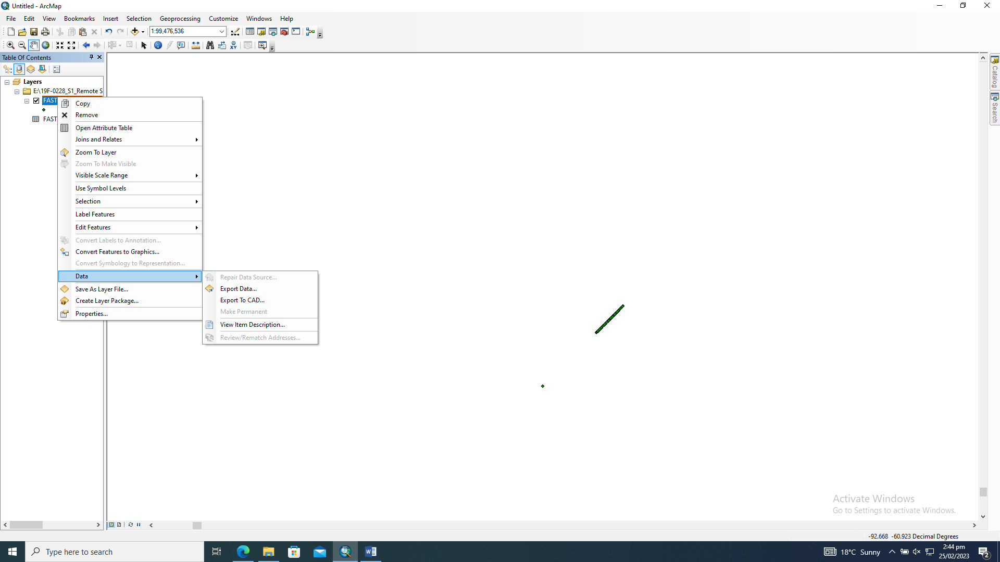 Untitled - ArcMap
File Edit View Bookmarks Insert Selection Geoprocessing Customize Windows Help
1:99,476,536
Table Of Contents
Layers
E:\19F-0228_S1_Remote S
FAST
FAST
Copy
Remove
Open Attribute Table
Joins and Relates
Zoom To Layer
Zoom To Make Visible
Visible Scale Range
Use Symbol Levels
Selection
Label Features
Edit Features
Convert Labels to Annotation...
Convert Features to Graphics...
Convert Symbology to Representation...
Data
Save As Layer File...
Create Layer Package...
Properties...
Repair Data Source...
Export Data...
Export To CAD...
Make Permanent
View Item Description...
Review/Rematch Addresses...
Catalog
Search
Activate Windows
Go to Settings to activate Windows.
-92.668 -60.923 Decimal Degrees
Type here to search
18°C Sunny
2:44 pm
25/02/2023
2